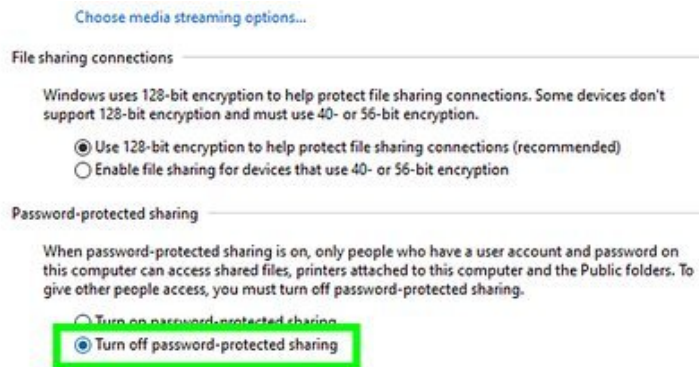 Choose media streaming options...
File sharing connections
Windows uses 128-bit encryption to help protect file sharing connections. Some devices don't
support 128-bit encryption and must use 40- or 56-bit encryption.
Use 128-bit encryption to help protect file sharing connections (recommended)
Enable file sharing for devices that use 40- or 56-bit encryption
Password-protected sharing
When password-protected sharing is on, only people who have a user account and password on
this computer can access shared files, printers attached to this computer and the Public folders. To
give other people access, you must turn off password-protected sharing.
Turn on password-protected sharing
Turn off password-protected sharing